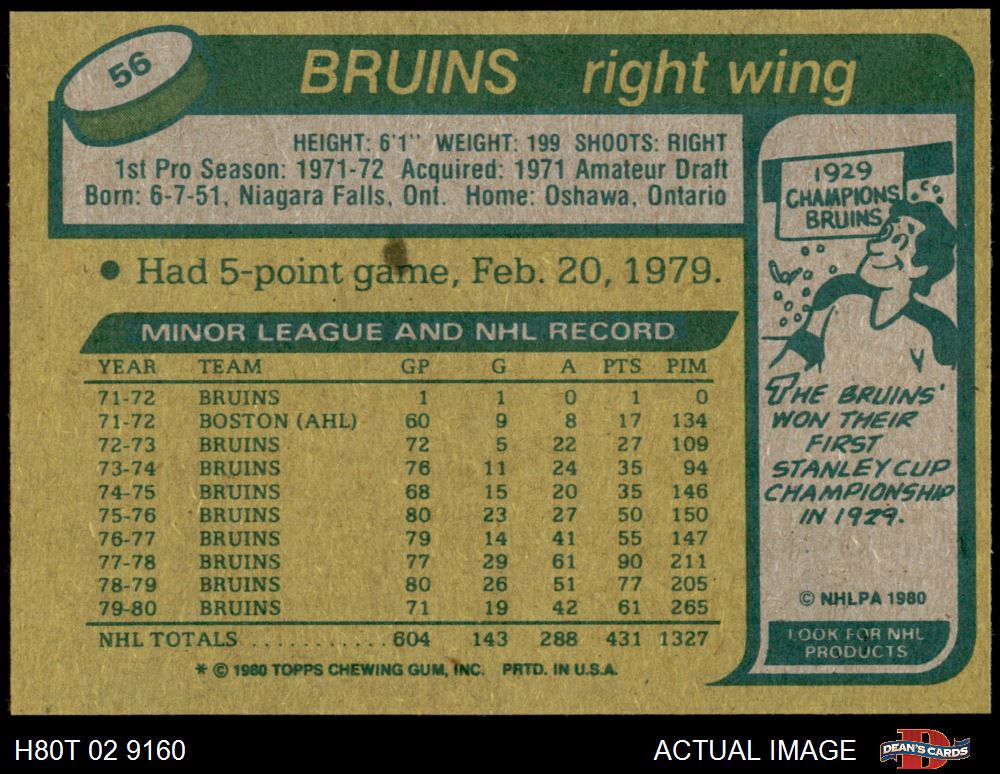 56
BRUINS right wing
HEIGHT: 6'1'' WEIGHT: 199 SHOOTS: RIGHT
1st Pro Season: 1971-72 Acquired: 1971 Amateur Draft
Born: 6-7-51, Niagara Falls, Ont. Home: Oshawa, Ontario
• Had 5-point game, Feb. 20, 1979.
MINOR LEAGUE AND NHL RECORD
YEAR TEAM GP G A PTS PIM
71-72 BRUINS 1 1 0 1 0
71-72 BOSTON (AHL) 60 9 8 17 134
72-73 BRUINS 72 5 22 27 109
73-74 BRUINS 76 11 24 35 94
74-75 BRUINS 68 15 20 35 146
75-76 BRUINS 80 23 27 50 150
76-77 BRUINS 79 14 41 55 147
77-78 BRUINS 77 29 61 90 211
78-79 BRUINS 80 26 51 77 205
79-80 BRUINS 71 19 42 61 265
NHL TOTALS ............ 604 143 288 431 1327
* © 1980 TOPPS CHEWING GUM, INC. PRTD. IN U.S.A.
1929
CHAMPIONS
BRUINS
THE BRUINS'
WON THEIR
FIRST
STANLEY CUP
CHAMPIONSHIP
IN 1929.
© NHLPA 1980
LOOK FOR NHL
PRODUCTS
H80T 02 9160
ACTUAL IMAGE
DEAN'S CARDS